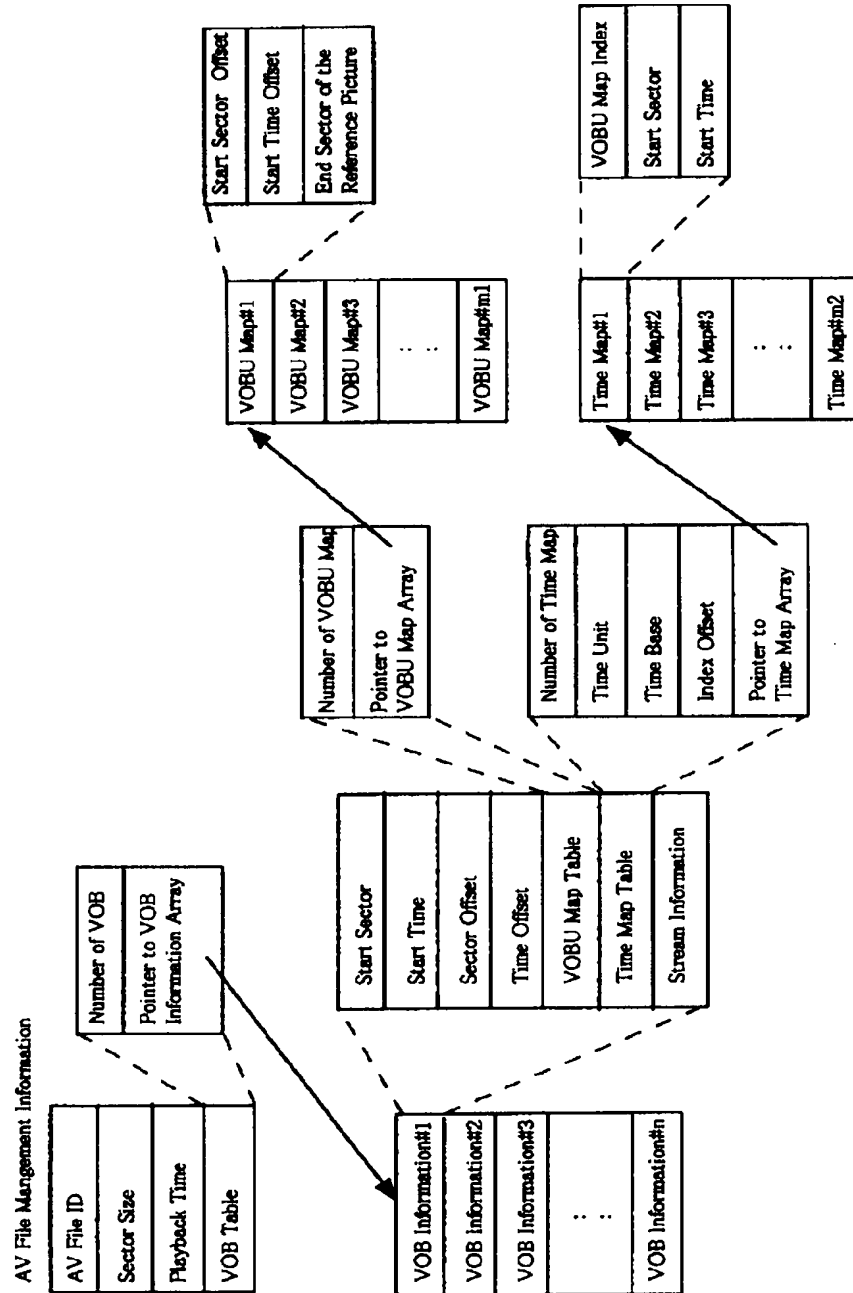 AV File Mangement Information
AV File ID
Sector Size
Playback Time
VOB Table
Number of VOB
Pointer to VOB
Information Array
VOB Information#1
VOB Information#2
VOB Information#3
: :
VOB Information#n
Start Sector
Start Time
Sector Offset
Time Offset
VOBU Map Table
Time Map Table
Stream Information
Number of VOBU Map
Pointer to
VOBU Map Array
VOBU Map#1
VOBU Map#2
VOBU Map#3
: :
VOBU Map#m1
Start Sector Offset
Start Time Offset
End Sector of the
Reference Picture
Number of Time Map
Time Unit
Time Base
Index Offset
Pointer to
Time Map Array
Time Map#1
Time Map#2
Time Map#3
: :
Time Map#m2
VOBU Map Index
Start Sector
Start Time